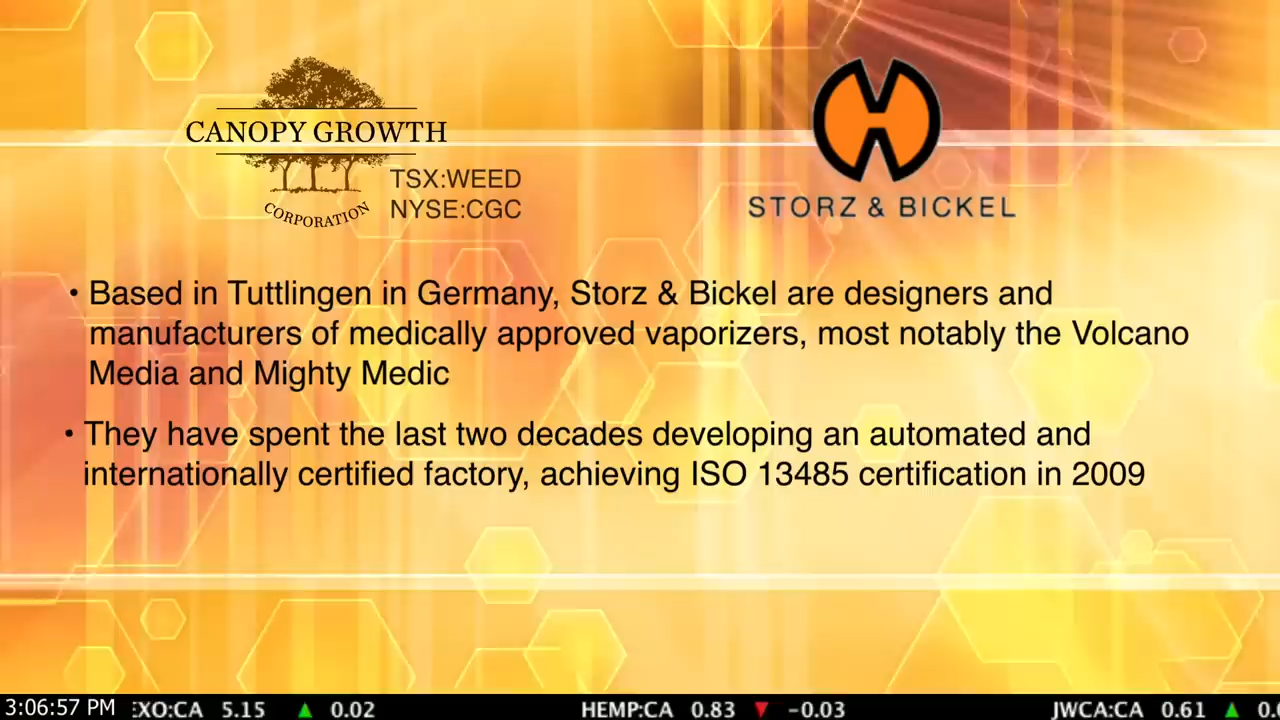 CANOPY GROWTH
CORPORATION
TSX:WEED
NYSE:CGC
STORZ & BICKEL
• Based in Tuttlingen in Germany, Storz & Bickel are designers and
manufacturers of medically approved vaporizers, most notably the Volcano
Media and Mighty Medic
• They have spent the last two decades developing an automated and
internationally certified factory, achieving ISO 13485 certification in 2009
3:06:57 PM EXO:CA 5.15 ▲ 0.02 HEMP:CA 0.83 ▼ -0.03 JWCA:CA 0.61 ▲